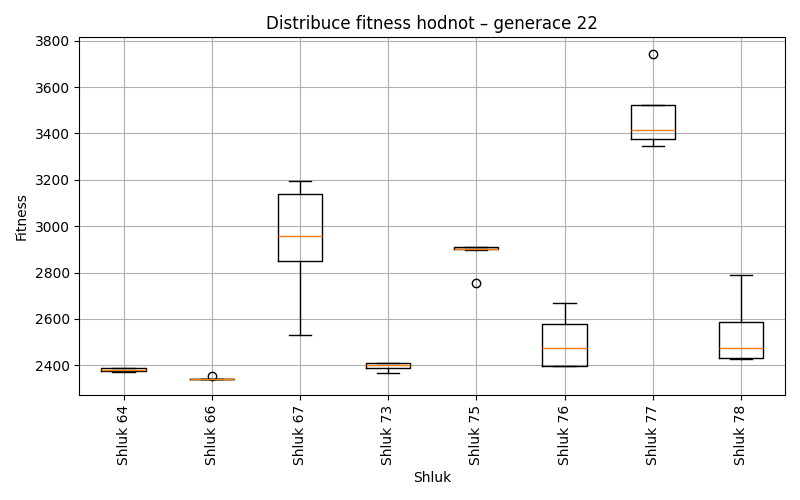 Distribuce fitness hodnot – generace 22
Fitness
3800
3600
3400
3200
3000
2800
2600
2400
Shluk 64
Shluk 66
Shluk 67
Shluk 73
Shluk 75
Shluk 76
Shluk 77
Shluk 78
Shluk